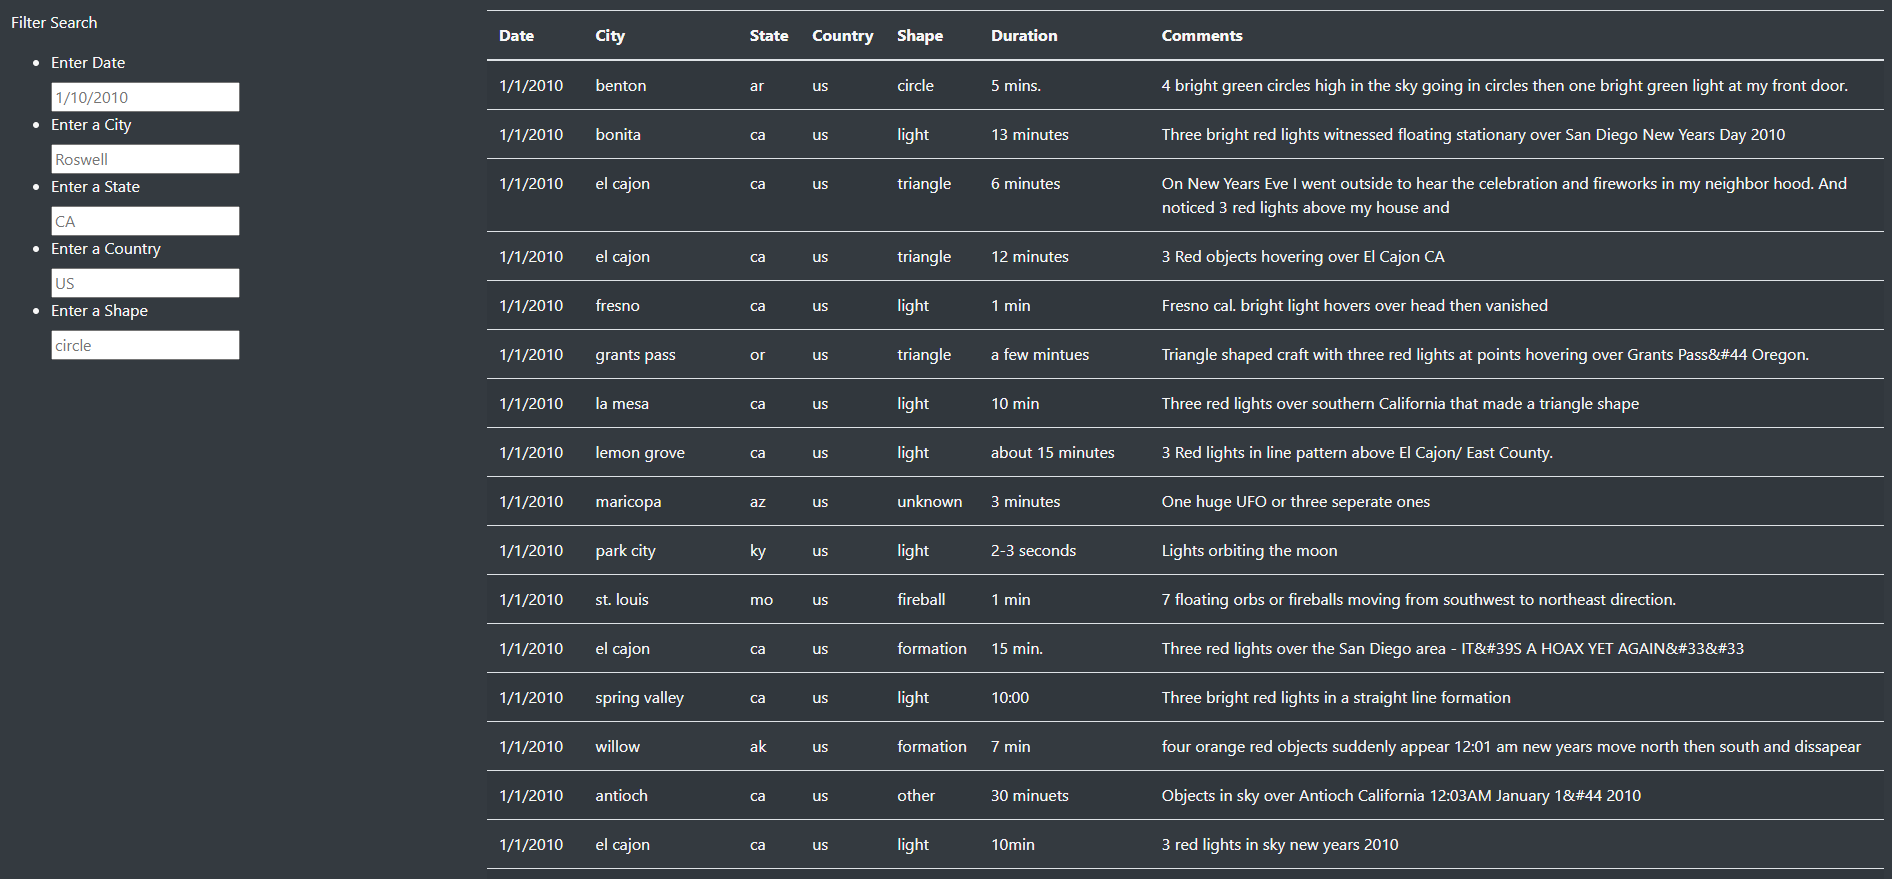 Filter Search
Enter Date
1/10/2010
Enter a City
Roswell
Enter a State
CA
Enter a Country
US
Enter a Shape
circle
Date City State Country Shape Duration Comments
1/1/2010 benton ar us circle 5 mins. 4 bright green circles high in the sky going in circles then one bright green light at my front door.
1/1/2010 bonita ca us light 13 minutes Three bright red lights witnessed floating stationary over San Diego New Years Day 2010
1/1/2010 el cajon ca us triangle 6 minutes On New Years Eve I went outside to hear the celebration and fireworks in my neighbor hood. And
noticed 3 red lights above my house and
1/1/2010 el cajon ca us triangle 12 minutes 3 Red objects hovering over El Cajon CA
1/1/2010 fresno ca us light 1 min Fresno cal. bright light hovers over head then vanished
1/1/2010 grants pass or us triangle a few mintues Triangle shaped craft with three red lights at points hovering over Grants Pass&#44 Oregon.
1/1/2010 la mesa ca us light 10 min Three red lights over southern California that made a triangle shape
1/1/2010 lemon grove ca us light about 15 minutes 3 Red lights in line pattern above El Cajon/ East County.
1/1/2010 maricopa az us unknown 3 minutes One huge UFO or three seperate ones
1/1/2010 park city ky us light 2-3 seconds Lights orbiting the moon
1/1/2010 st. louis mo us fireball 1 min 7 floating orbs or fireballs moving from southwest to northeast direction.
1/1/2010 el cajon ca us formation 15 min. Three red lights over the San Diego area - IT&#39S A HOAX YET AGAIN&#33&#33
1/1/2010 spring valley ca us light 10:00 Three bright red lights in a straight line formation
1/1/2010 willow ak us formation 7 min four orange red objects suddenly appear 12:01 am new years move north then south and dissapear
1/1/2010 antioch ca us other 30 minuets Objects in sky over Antioch California 12:03AM January 1&#44 2010
1/1/2010 el cajon ca us light 10min 3 red lights in sky new years 2010